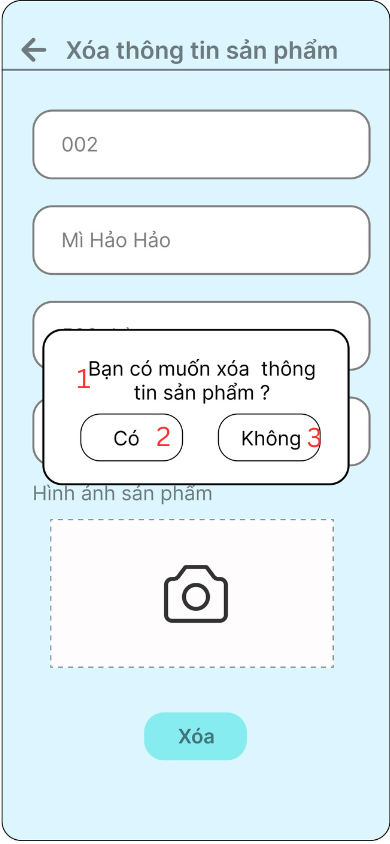 Xóa thông tin sản phẩm
002
Mì Hảo Hảo
1
Bạn có muốn xóa thông
tin sản phẩm ?
Có 2
Không 3
Hình ảnh sản phẩm
Xóa